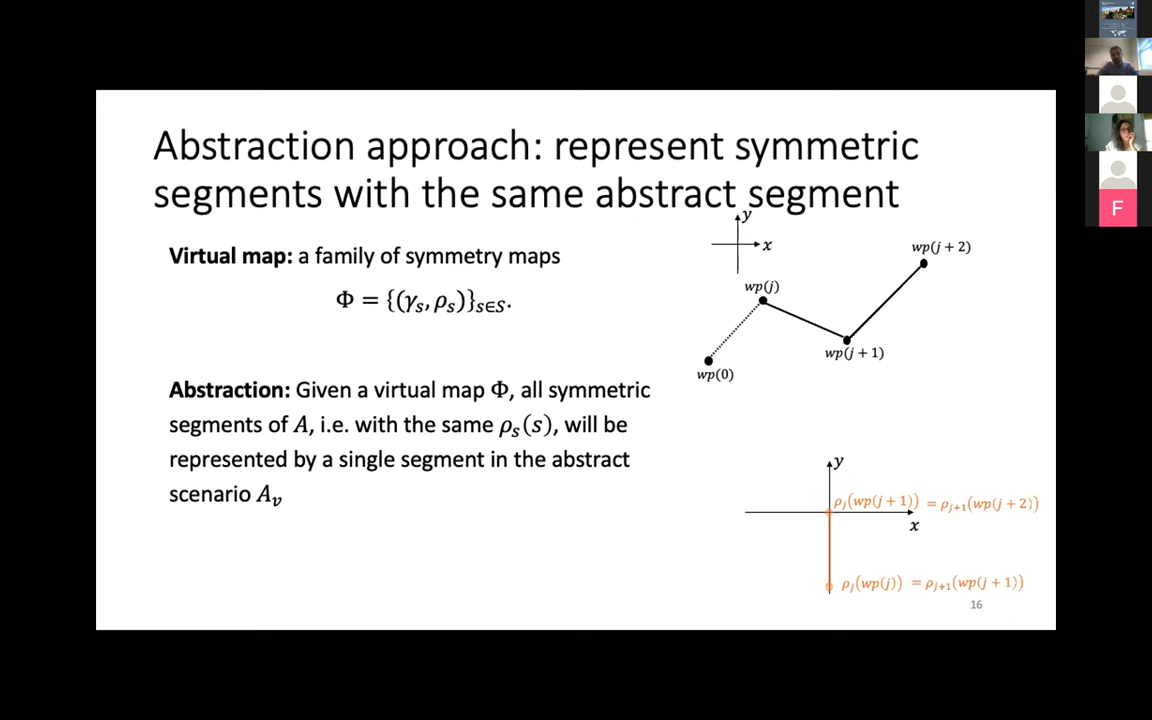 Abstraction approach: represent symmetric
segments with the same abstract segment
Virtual map: a family of symmetry maps
Φ = {(γₛ, ρₛ)}ₛ∈S.
Abstraction: Given a virtual map Φ, all symmetric
segments of A, i.e. with the same ρₛ(s), will be
represented by a single segment in the abstract
scenario Aᵥ
y
x
wp(j + 2)
wp(j)
wp(j + 1)
wp(0)
y
ρⱼ(wp(j + 1)) = ρⱼ₊₁(wp(j + 2))
x
ρⱼ(wp(j)) = ρⱼ₊₁(wp(j + 1))
16
F